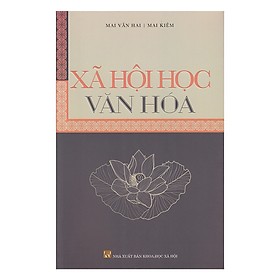 MAI VĂN HAI | MAI KIỆM
XÃ HỘI HỌC
VĂN HÓA
NHÀ XUẤT BẢN KHOA HỌC XÃ HỘI